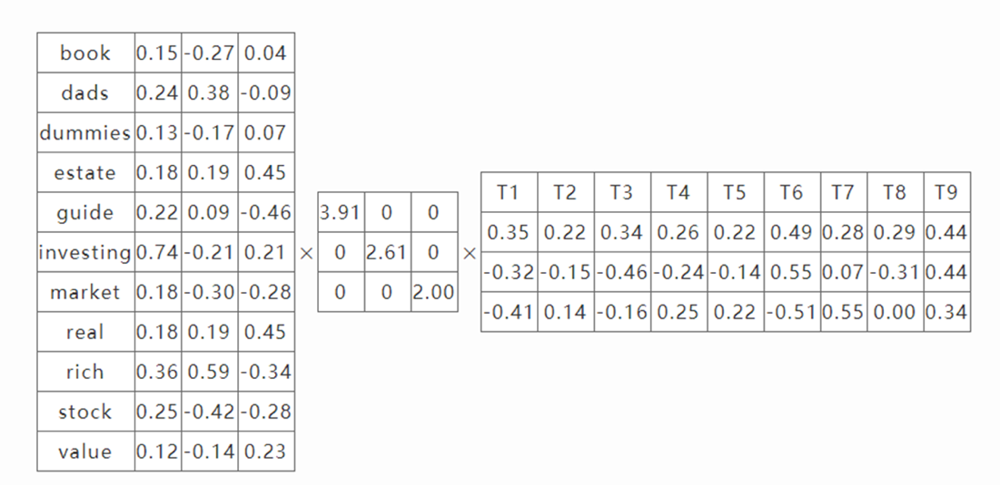 book 0.15 -0.27 0.04
dads 0.24 0.38 -0.09
dummies 0.13 -0.17 0.07
estate 0.18 0.19 0.45
guide 0.22 0.09 -0.46
investing 0.74 -0.21 0.21
market 0.18 -0.30 -0.28
real 0.18 0.19 0.45
rich 0.36 0.59 -0.34
stock 0.25 -0.42 -0.28
value 0.12 -0.14 0.23
×
3.91 0 0
0 2.61 0
0 0 2.00
×
T1 T2 T3 T4 T5 T6 T7 T8 T9
0.35 0.22 0.34 0.26 0.22 0.49 0.28 0.29 0.44
-0.32 -0.15 -0.46 -0.24 -0.14 0.55 0.07 -0.31 0.44
-0.41 0.14 -0.16 0.25 0.22 -0.51 0.55 0.00 0.34